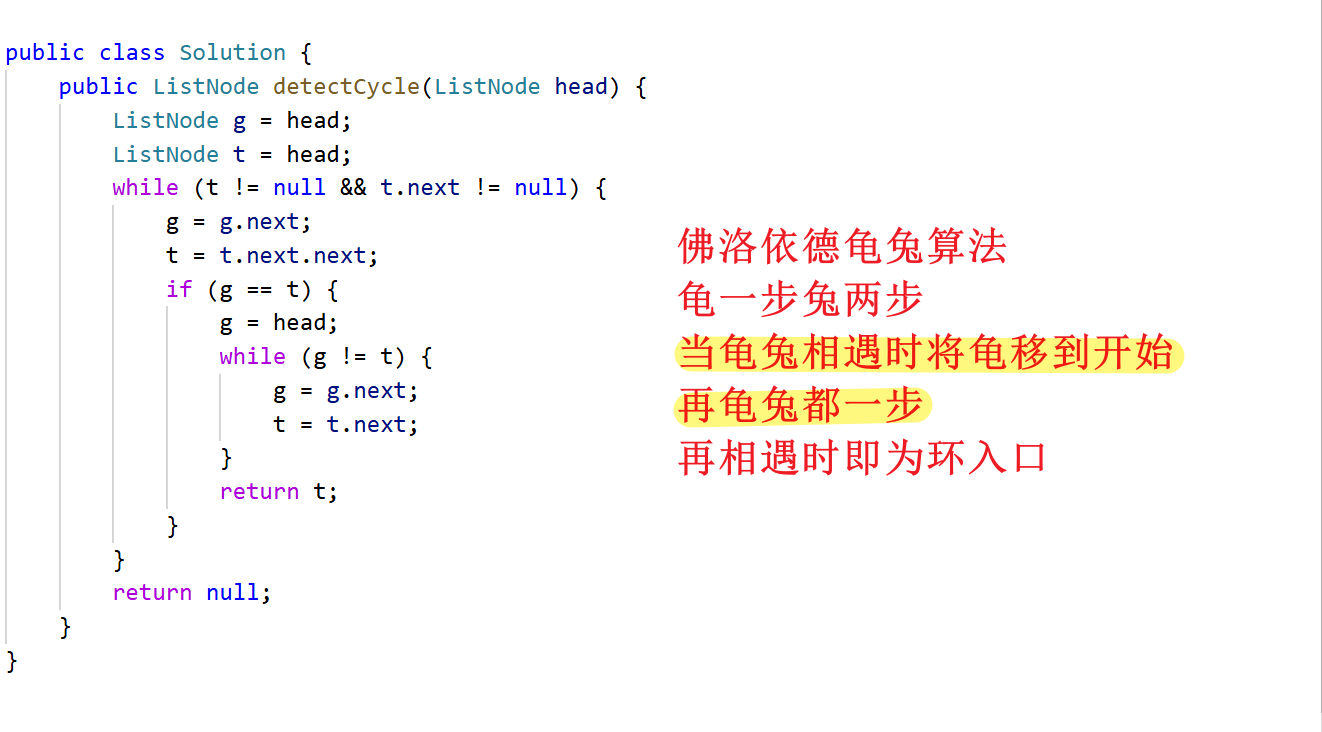 public class Solution {
public ListNode detectCycle(ListNode head) {
ListNode g = head;
ListNode t = head;
while (t != null && t.next != null) {
g = g.next;
t = t.next.next;
if (g == t) {
g = head;
while (g != t) {
g = g.next;
t = t.next;
}
return t;
}
}
return null;
}
}
佛洛依德龟兔算法
龟一步兔两步
当龟兔相遇时将龟移到开始
再龟兔都一步
再相遇时即为环入口